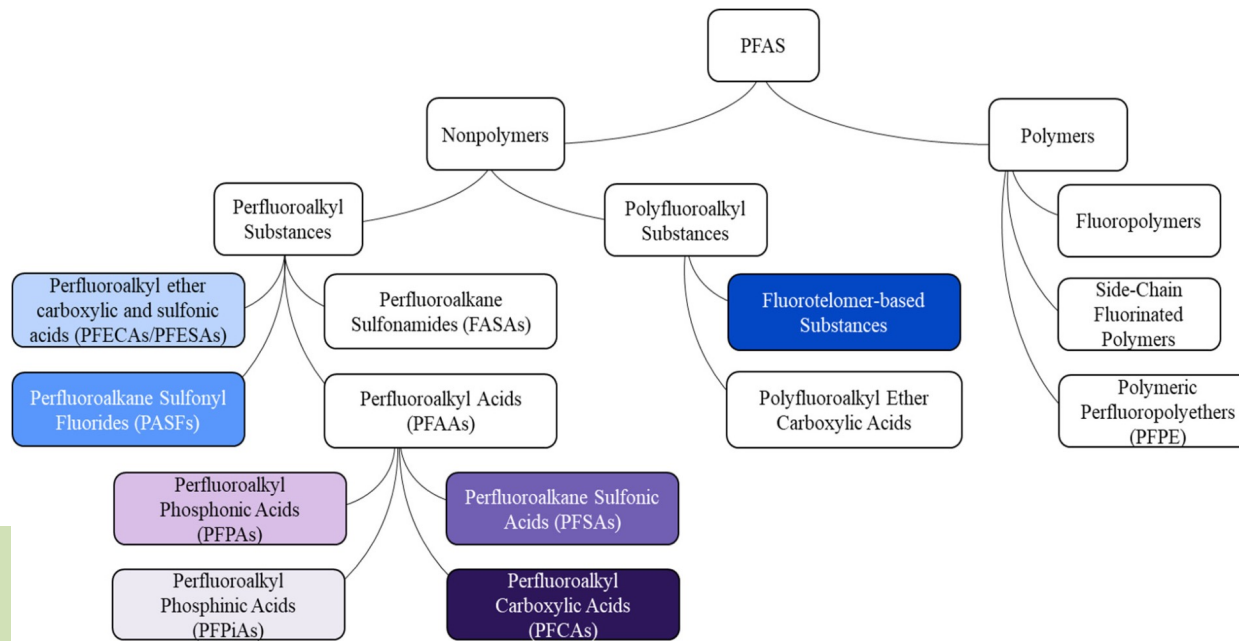 PFAS
Nonpolymers
Polymers
Perfluoroalkyl
Substances
Polyfluoroalkyl
Substances
Fluoropolymers
Perfluoroalkyl ether
carboxylic and sulfonic
acids (PFECAs/PFESAs)
Perfluoroalkane
Sulfonamides (FASAs)
Fluorotelomer-based
Substances
Side-Chain
Fluorinated
Polymers
Perfluoroalkane Sulfonyl
Fluorides (PASFs)
Perfluoroalkyl Acids
(PFAAs)
Polyfluoroalkyl Ether
Carboxylic Acids
Polymeric
Perfluoropolyethers
(PFPE)
Perfluoroalkyl
Phosphonic Acids
(PFPAs)
Perfluoroalkane Sulfonic
Acids (PFSAs)
Perfluoroalkyl
Phosphinic Acids
(PFPiAs)
Perfluoroalkyl
Carboxylic Acids
(PFCAs)